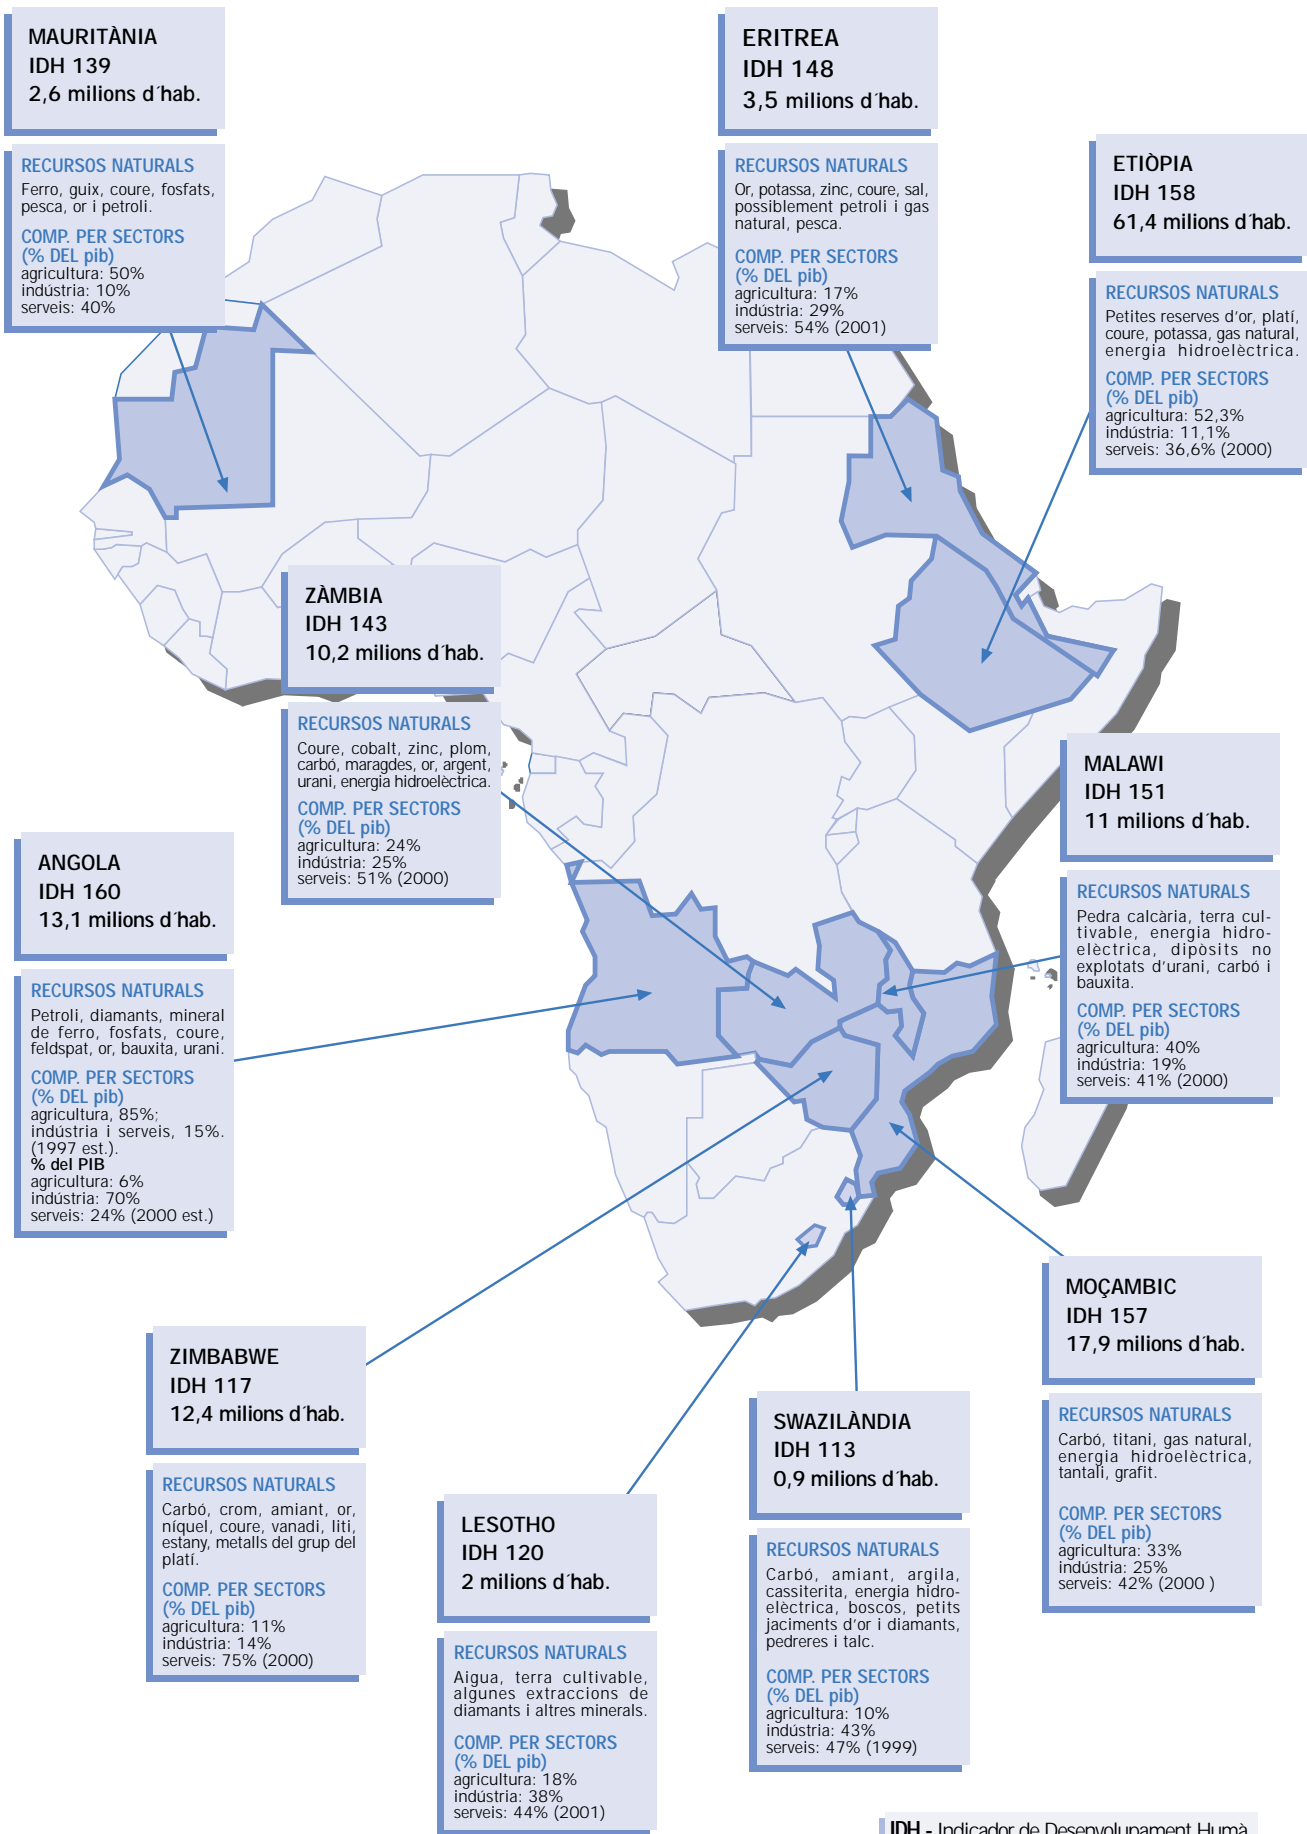 MAURITÀNIA
IDH 139
2,6 milions d´hab.
RECURSOS NATURALS
Ferro, guix, coure, fosfats,
pesca, or i petroli.
COMP. PER SECTORS
(% DEL pib)
agricultura: 50%
indústria: 10%
serveis: 40%
ERITREA
IDH 148
3,5 milions d´hab.
RECURSOS NATURALS
Or, potassa, zinc, coure, sal,
possiblement petroli i gas
natural, pesca.
COMP. PER SECTORS
(% DEL pib)
agricultura: 17%
indústria: 29%
serveis: 54% (2001)
ETIÒPIA
IDH 158
61,4 milions d´hab.
RECURSOS NATURALS
Petites reserves d'or, platí,
coure, potassa, gas natural,
energia hidroelèctrica.
COMP. PER SECTORS
(% DEL pib)
agricultura: 52,3%
indústria: 11,1%
serveis: 36,6% (2000)
ZÀMBIA
IDH 143
10,2 milions d´hab.
RECURSOS NATURALS
Coure, cobalt, zinc, plom,
carbó, maragdes, or, argent,
urani, energia hidroelèctrica.
COMP. PER SECTORS
(% DEL pib)
agricultura: 24%
indústria: 25%
serveis: 51% (2000)
MALAWI
IDH 151
11 milions d´hab.
RECURSOS NATURALS
Pedra calcària, terra cul-
tivable, energia hidro-
elèctrica, dipòsits no
explotats d'urani, carbó i
bauxita.
COMP. PER SECTORS
(% DEL pib)
agricultura: 40%
indústria: 19%
serveis: 41% (2000)
ANGOLA
IDH 160
13,1 milions d´hab.
RECURSOS NATURALS
Petroli, diamants, mineral
de ferro, fosfats, coure,
feldspat, or, bauxita, urani.
COMP. PER SECTORS
(% DEL pib)
agricultura, 85%;
indústria i serveis, 15%.
(1997 est.).
% del PIB
agricultura: 6%
indústria: 70%
serveis: 24% (2000 est.)
MOÇAMBIC
IDH 157
17,9 milions d´hab.
RECURSOS NATURALS
Carbó, titani, gas natural,
energia hidroelèctrica,
tantali, grafit.
COMP. PER SECTORS
(% DEL pib)
agricultura: 33%
indústria: 25%
serveis: 42% (2000 )
ZIMBABWE
IDH 117
12,4 milions d´hab.
RECURSOS NATURALS
Carbó, crom, amiant, or,
níquel, coure, vanadi, liti,
estany, metalls del grup del
platí.
COMP. PER SECTORS
(% DEL pib)
agricultura: 11%
indústria: 14%
serveis: 75% (2000)
SWAZILÀNDIA
IDH 113
0,9 milions d´hab.
RECURSOS NATURALS
Carbó, amiant, argila,
cassiterita, energia hidro-
elèctrica, boscos, petits
jaciments d'or i diamants,
pedreres i talc.
COMP. PER SECTORS
(% DEL pib)
agricultura: 10%
indústria: 43%
serveis: 47% (1999)
LESOTHO
IDH 120
2 milions d´hab.
RECURSOS NATURALS
Aigua, terra cultivable,
algunes extraccions de
diamants i altres minerals.
COMP. PER SECTORS
(% DEL pib)
agricultura: 18%
indústria: 38%
serveis: 44% (2001)
IDH - Indicador de Desenvolupament Humà